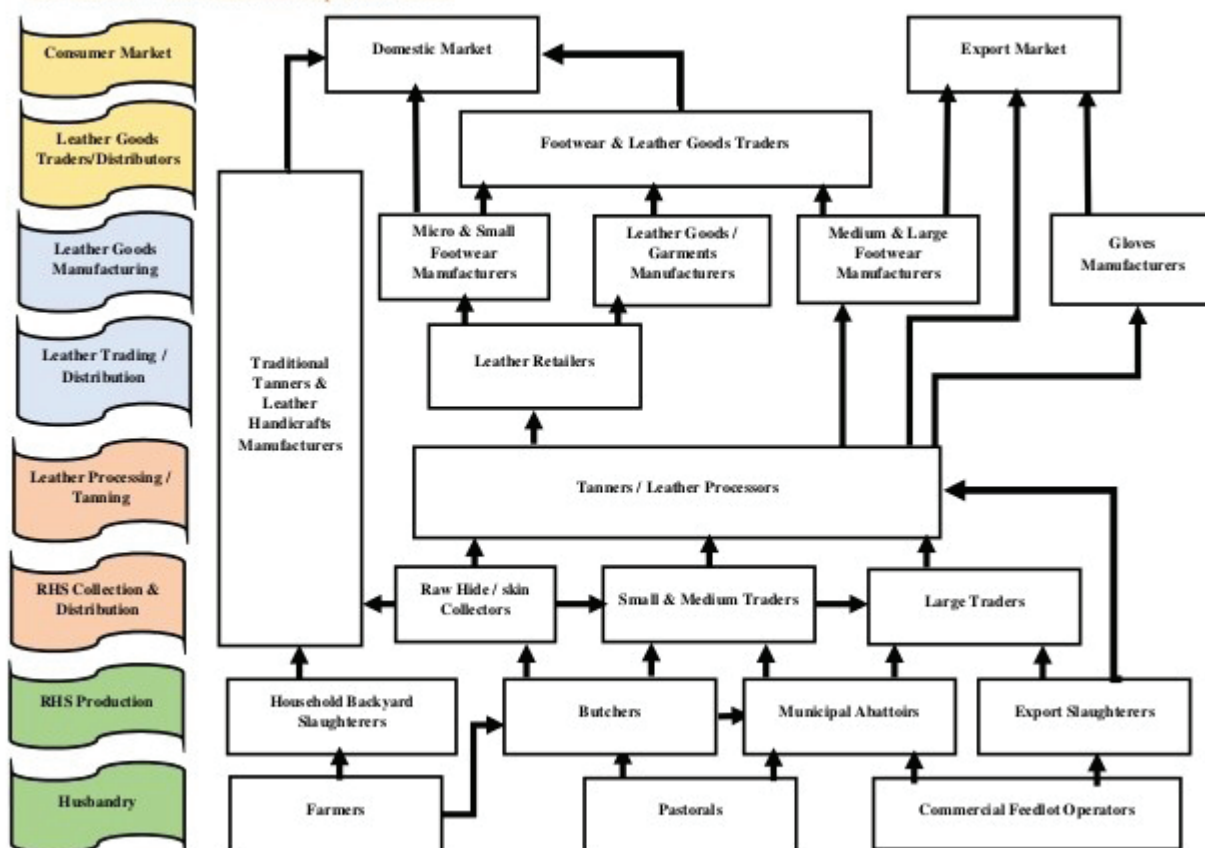 Consumer Market
Domestic Market
Export Market
Leather Goods
Traders/Distributors
Footwear & Leather Goods Traders
Leather Goods
Manufacturing
Micro & Small
Footwear
Manufacturers
Leather Goods /
Garments
Manufacturers
Medium & Large
Footwear
Manufacturers
Gloves
Manufacturers
Leather Trading /
Distribution
Traditional
Tanners &
Leather
Handicrafts
Manufacturers
Leather Retailers
Leather Processing /
Tanning
Tanners / Leather Processors
RHS Collection &
Distribution
Raw Hide / skin
Collectors
Small & Medium Traders
Large Traders
RHS Production
Household Backyard
Slaughterers
Butchers
Municipal Abattoirs
Export Slaughterers
Husbandry
Farmers
Pastorals
Commercial Feedlot Operators